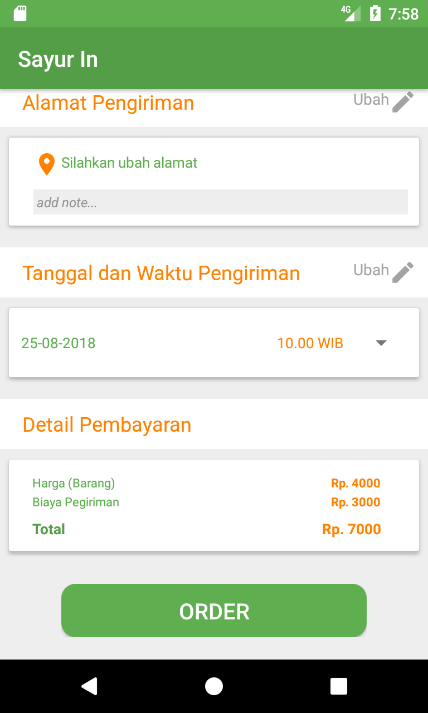 4G 7:58
Sayur In
Alamat Pengiriman Ubah
Silahkan ubah alamat
add note...
Tanggal dan Waktu Pengiriman Ubah
25-08-2018 10.00 WIB
Detail Pembayaran
Harga (Barang) Rp. 4000
Biaya Pegiriman Rp. 3000
Total Rp. 7000
ORDER